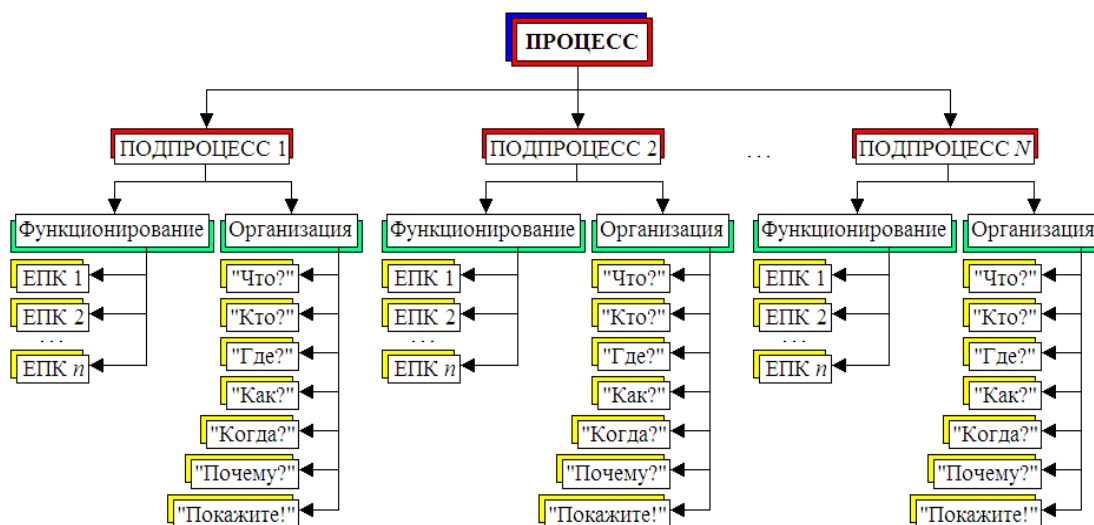 ПРОЦЕСС
ПОДПРОЦЕСС 1 ПОДПРОЦЕСС 2 ... ПОДПРОЦЕСС N
Функционирование Организация Функционирование Организация Функционирование Организация
ЕПК 1 "Что?" ЕПК 1 "Что?" ЕПК 1 "Что?"
ЕПК 2 "Кто?" ЕПК 2 "Кто?" ЕПК 2 "Кто?"
... ... ...
ЕПК n "Где?" ЕПК n "Где?" ЕПК n "Где?"
"Как?" "Как?" "Как?"
"Когда?" "Когда?" "Когда?"
"Почему?" "Почему?" "Почему?"
"Покажите!" "Покажите!" "Покажите!"